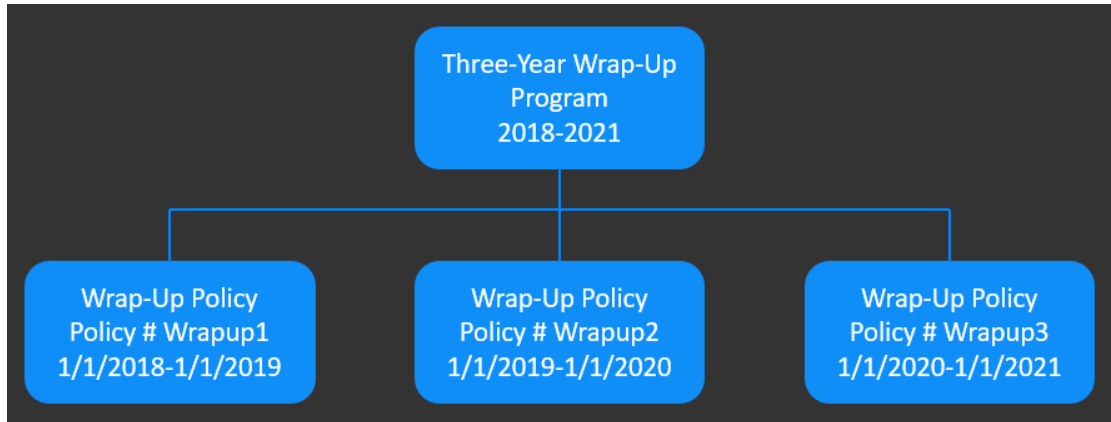 Three-Year Wrap-Up
Program
2018-2021
Wrap-Up Policy
Policy # Wrapup1
1/1/2018-1/1/2019
Wrap-Up Policy
Policy # Wrapup2
1/1/2019-1/1/2020
Wrap-Up Policy
Policy # Wrapup3
1/1/2020-1/1/2021